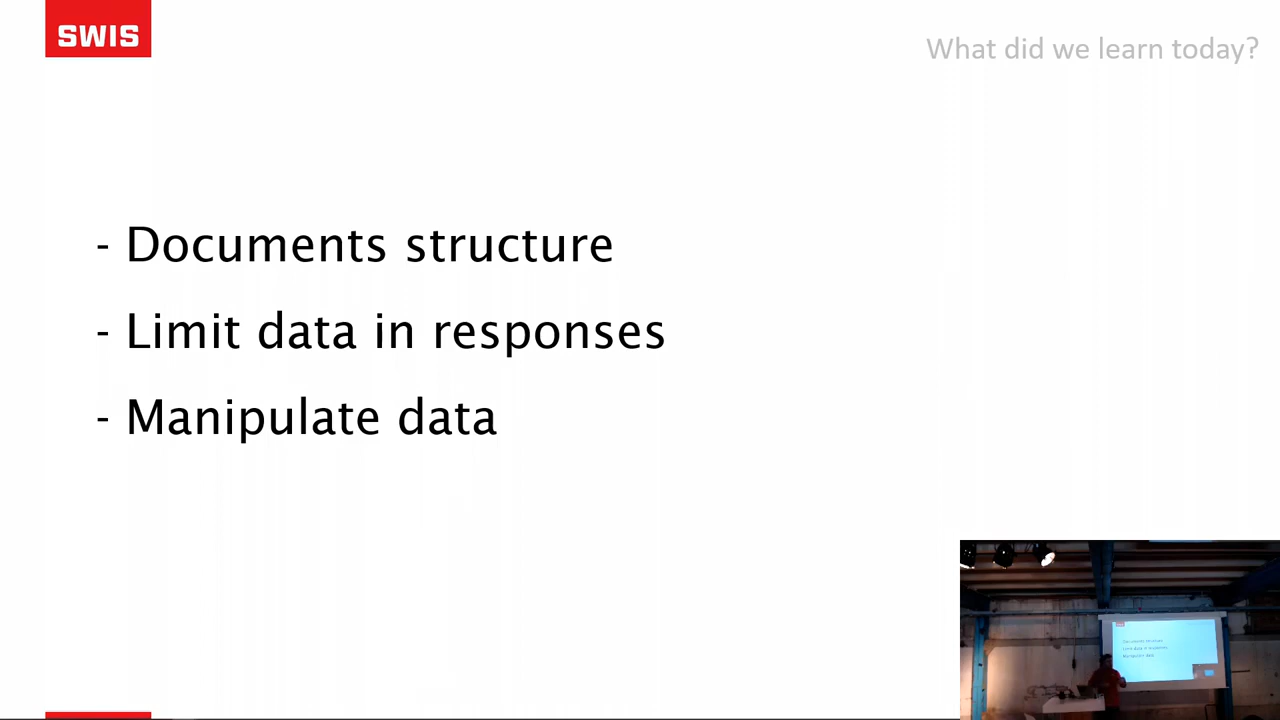 SWIS
What did we learn today?
- Documents structure
- Limit data in responses
- Manipulate data